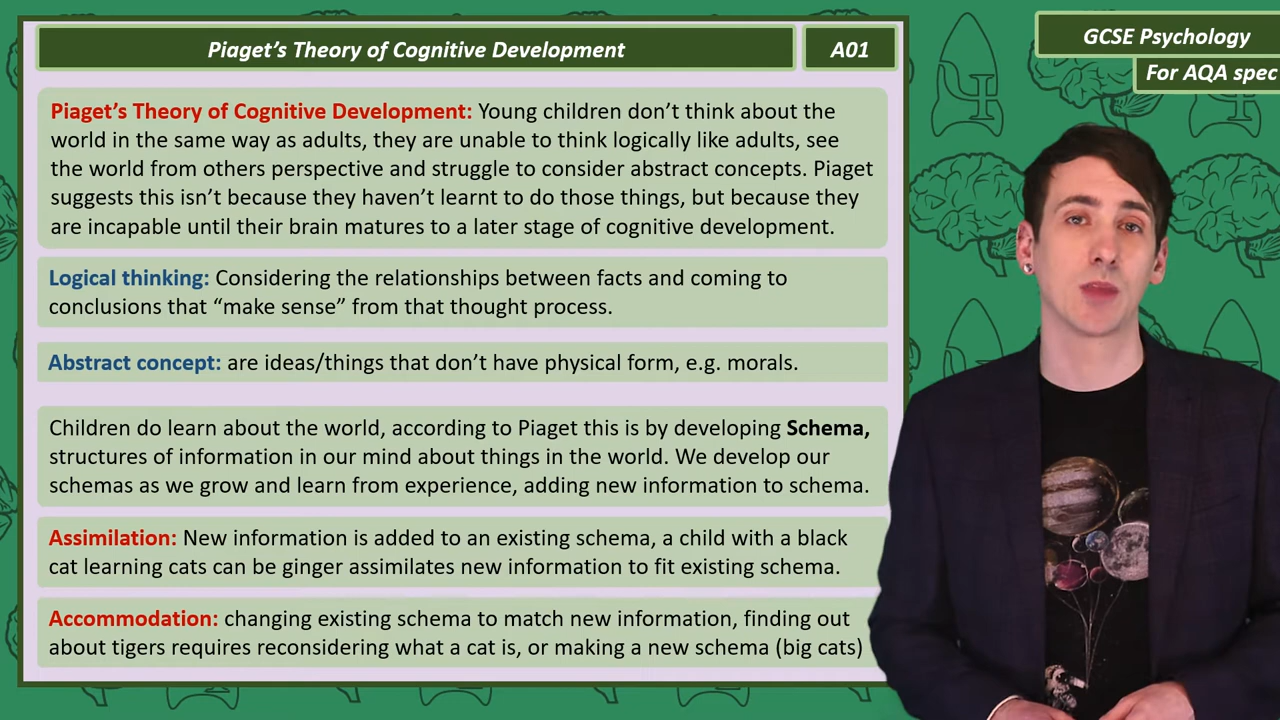 Piaget’s Theory of Cognitive Development
A01
GCSE Psychology
For AQA spec
Piaget’s Theory of Cognitive Development: Young children don’t think about the
world in the same way as adults, they are unable to think logically like adults, see
the world from others perspective and struggle to consider abstract concepts. Piaget
suggests this isn’t because they haven’t learnt to do those things, but because they
are incapable until their brain matures to a later stage of cognitive development.
Logical thinking: Considering the relationships between facts and coming to
conclusions that “make sense” from that thought process.
Abstract concept: are ideas/things that don’t have physical form, e.g. morals.
Children do learn about the world, according to Piaget this is by developing Schema,
structures of information in our mind about things in the world. We develop our
schemas as we grow and learn from experience, adding new information to schema.
Assimilation: New information is added to an existing schema, a child with a black
cat learning cats can be ginger assimilates new information to fit existing schema.
Accommodation: changing existing schema to match new information, finding out
about tigers requires reconsidering what a cat is, or making a new schema (big cats)